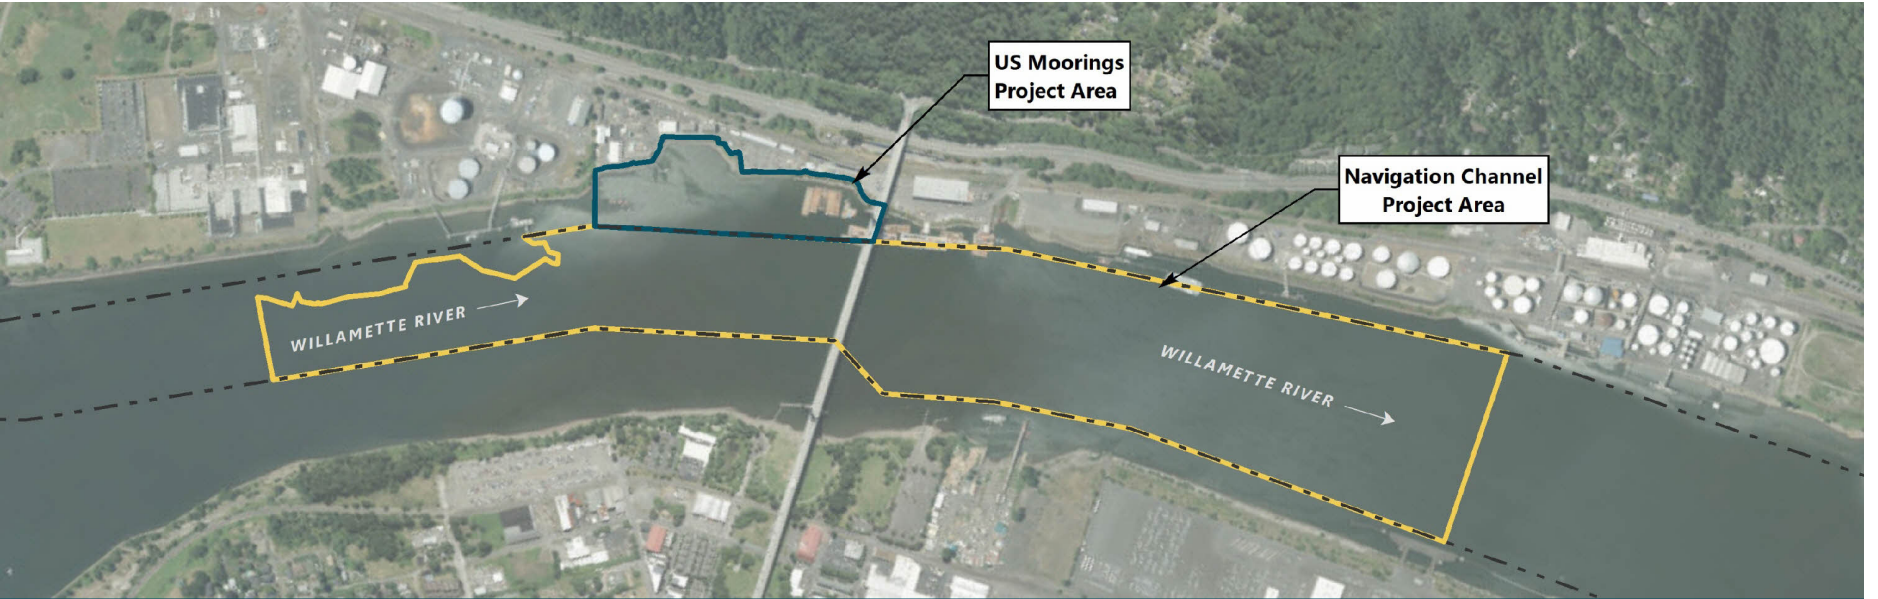 US Moorings
Project Area
Navigation Channel
Project Area
WILLAMETTE RIVER
WILLAMETTE RIVER